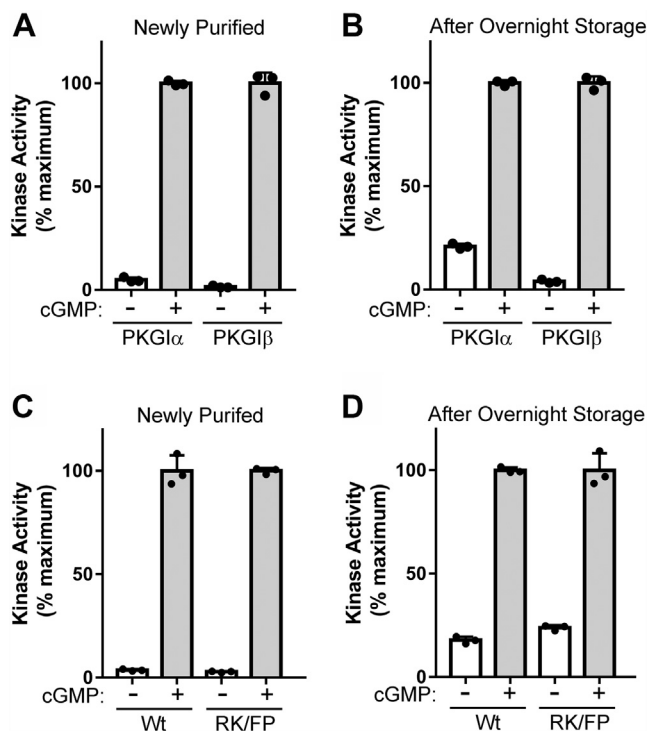 A
Newly Purified
Kinase Activity
(% maximum)
100
50
0
cGMP: - + - +
PKGIα PKGIβ
B
After Overnight Storage
Kinase Activity
(% maximum)
100
50
0
cGMP: - + - +
PKGIα PKGIβ
C
Newly Purifed
Kinase Activity
(% maximum)
100
50
0
cGMP: - + - +
Wt RK/FP
D
After Overnight Storage
Kinase Activity
(% maximum)
100
50
0
cGMP: - + - +
Wt RK/FP